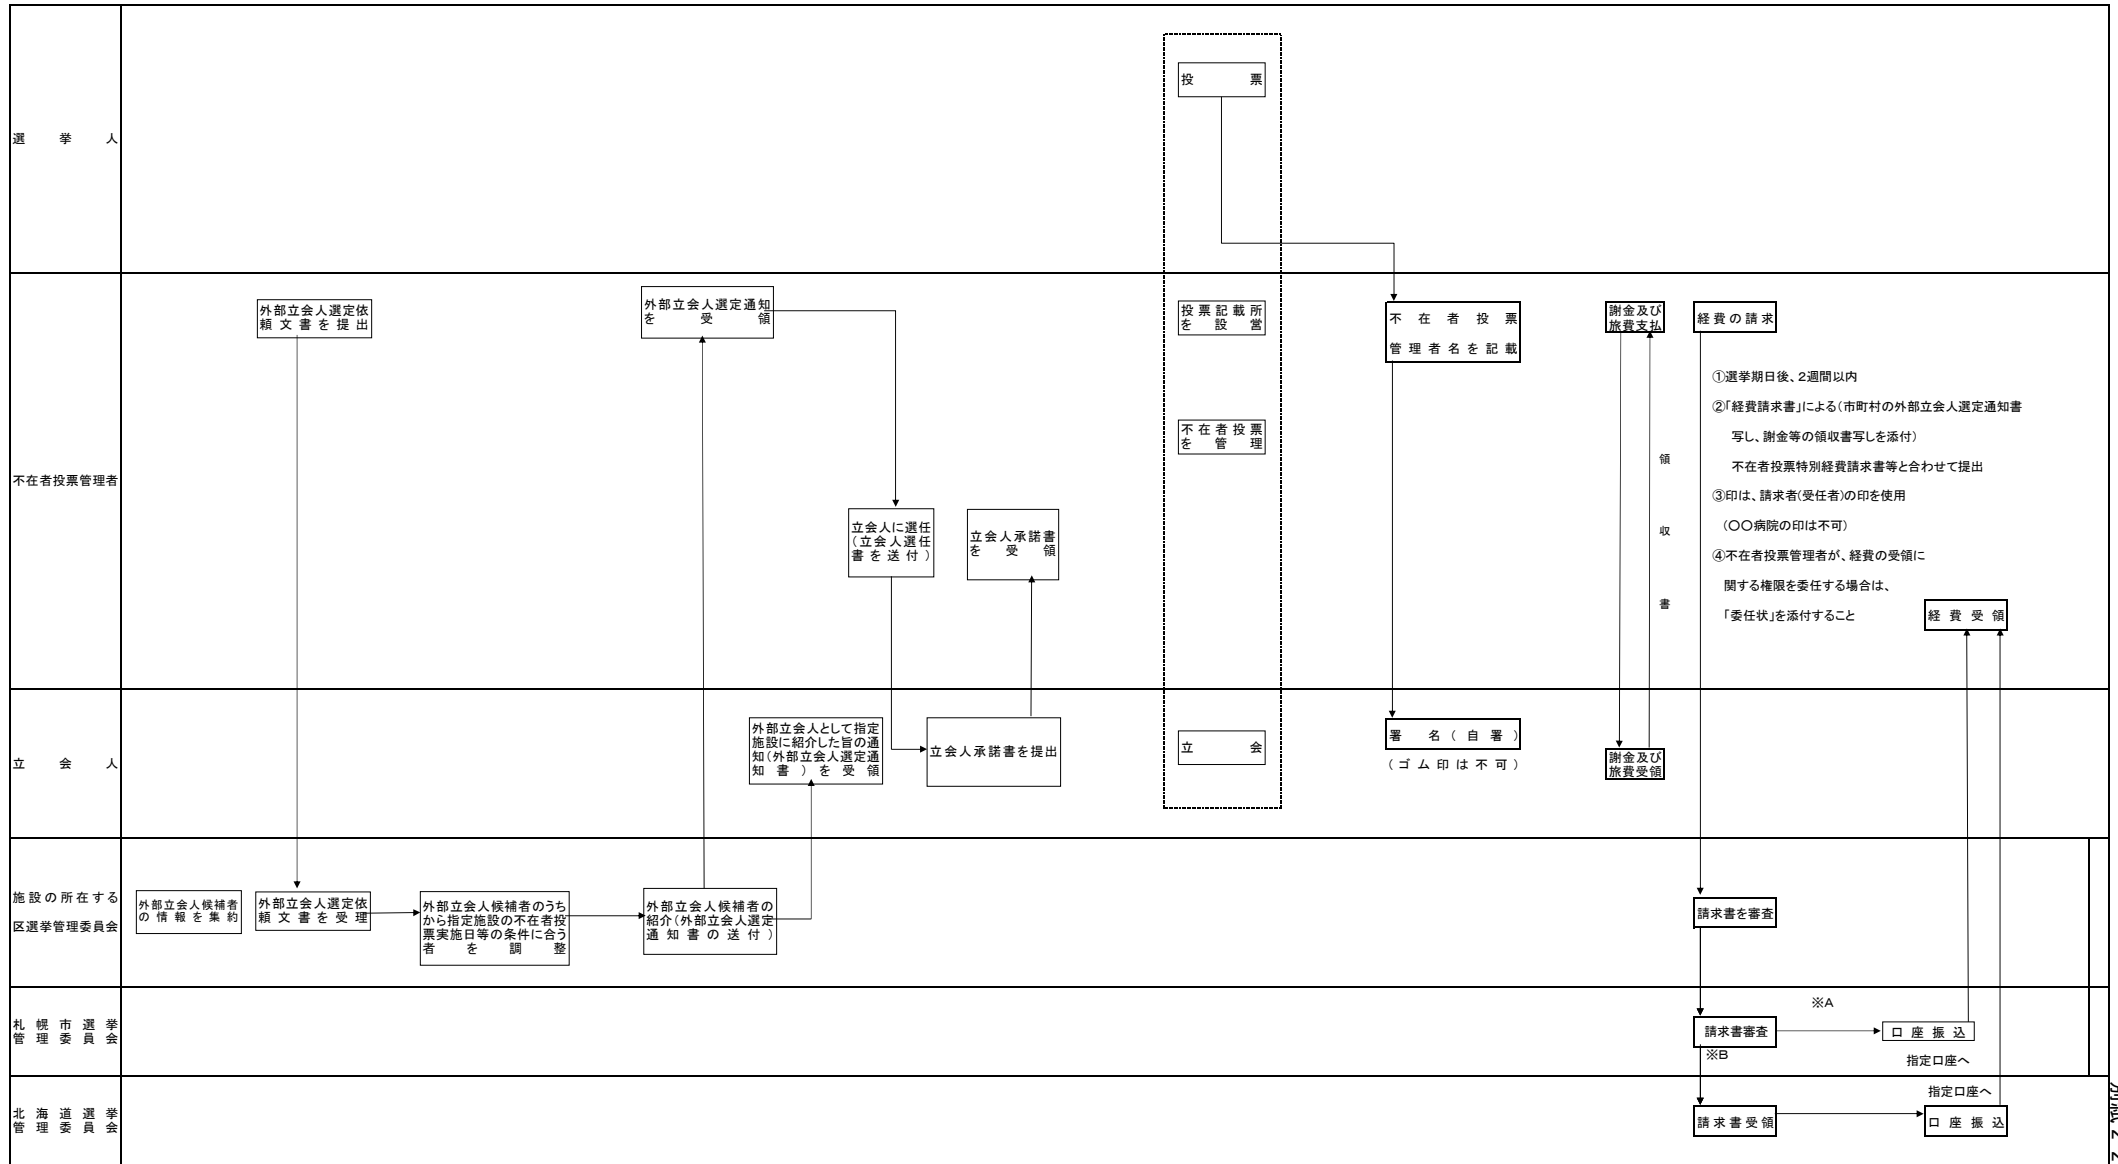 選挙人
投票
不在者投票管理者
外部立会人選定依
頼文書を提出
外部立会人選定通知
を受領
立会人に選任
(立会人選任
書を送付)
立会人承諾書
を受領
投票記載所
を設営
不在者投票
を管理
不在者投票
管理者名を記載
謝金及び
旅費支払
領
収
書
経費の請求
①選挙期日後、2週間以内
②「経費請求書」による(市町村の外部立会人選定通知書
写し、謝金等の領収書写しを添付)
不在者投票特別経費請求書等と合わせて提出
③印は、請求者(受任者)の印を使用
(〇〇病院の印は不可)
④不在者投票管理者が、経費の受領に
関する権限を委任する場合は、
「委任状」を添付すること
経費受領
立会人
外部立会人として指定
施設に紹介した旨の通
知(外部立会人選定通
知書)を受領
立会人承諾書を提出
立会
署名(自署)
(ゴム印は不可)
謝金及び
旅費受領
施設の所在する
区選挙管理委員会
外部立会人候補者
の情報を集約
外部立会人選定依
頼文書を受理
外部立会人候補者のうち
から指定施設の不在者投
票実施日等の条件に合う
者を調整
外部立会人候補者の
紹介(外部立会人選定
通知書の送付)
請求書を審査
札幌市選挙
管理委員会
請求書審査
※A
※B
口座振込
指定口座へ
北海道選挙
管理委員会
請求書受領
指定口座へ
口座振込